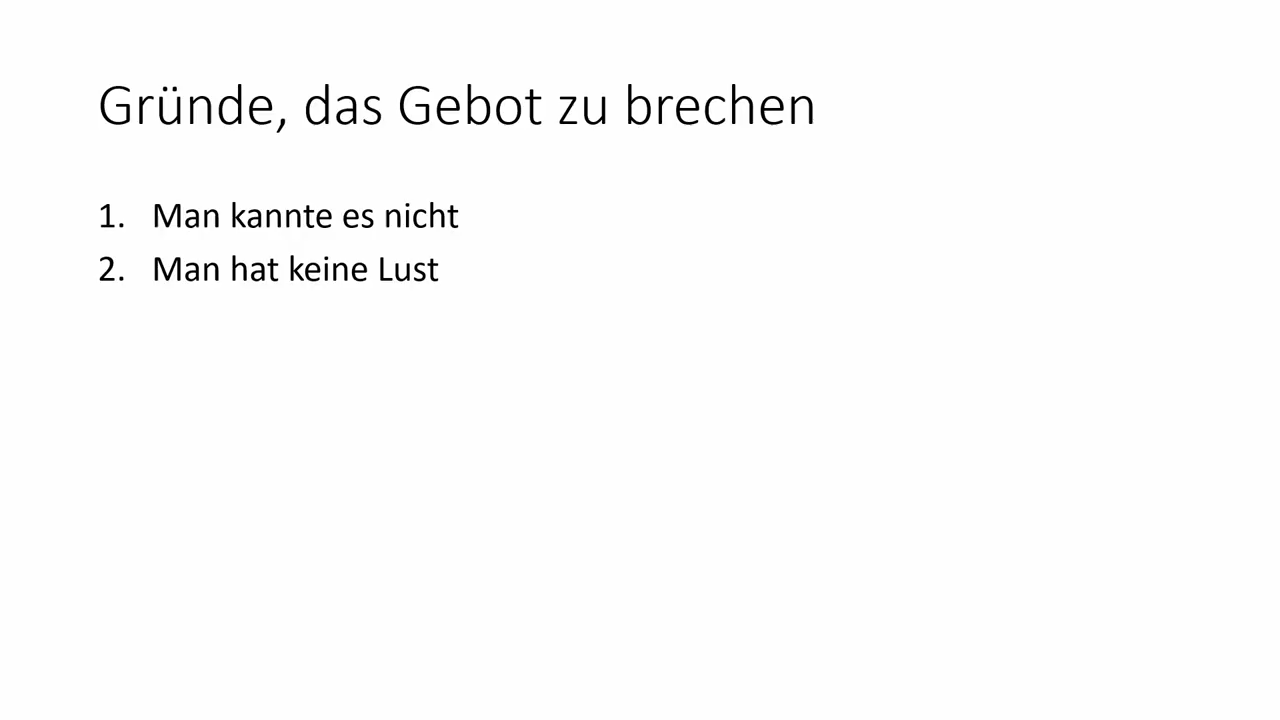 Gründe, das Gebot zu brechen
1. Man kannte es nicht
2. Man hat keine Lust